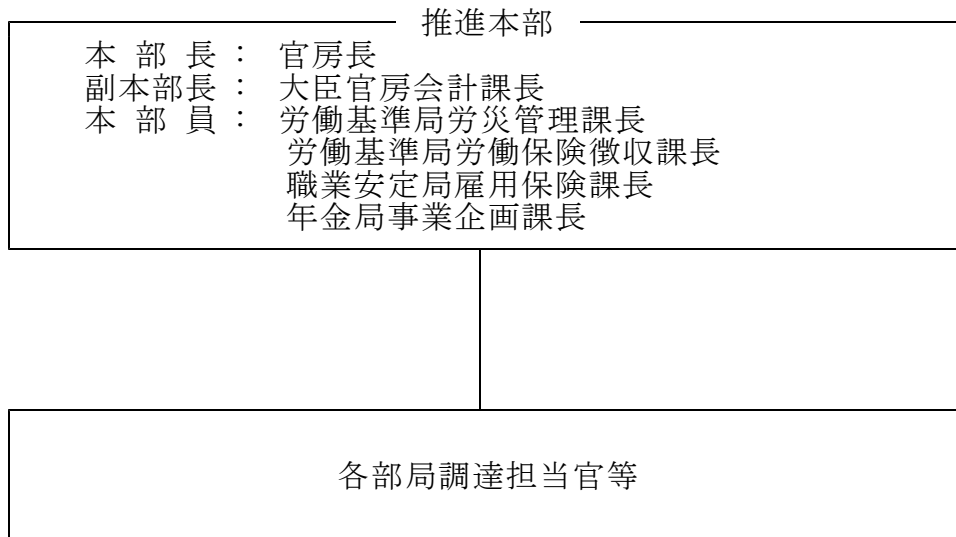 推進本部
本部長： 官房長
副本部長： 大臣官房会計課長
本部員： 労働基準局労災管理課長
労働基準局労働保険徴収課長
職業安定局雇用保険課長
年金局事業企画課長
各部局調達担当官等